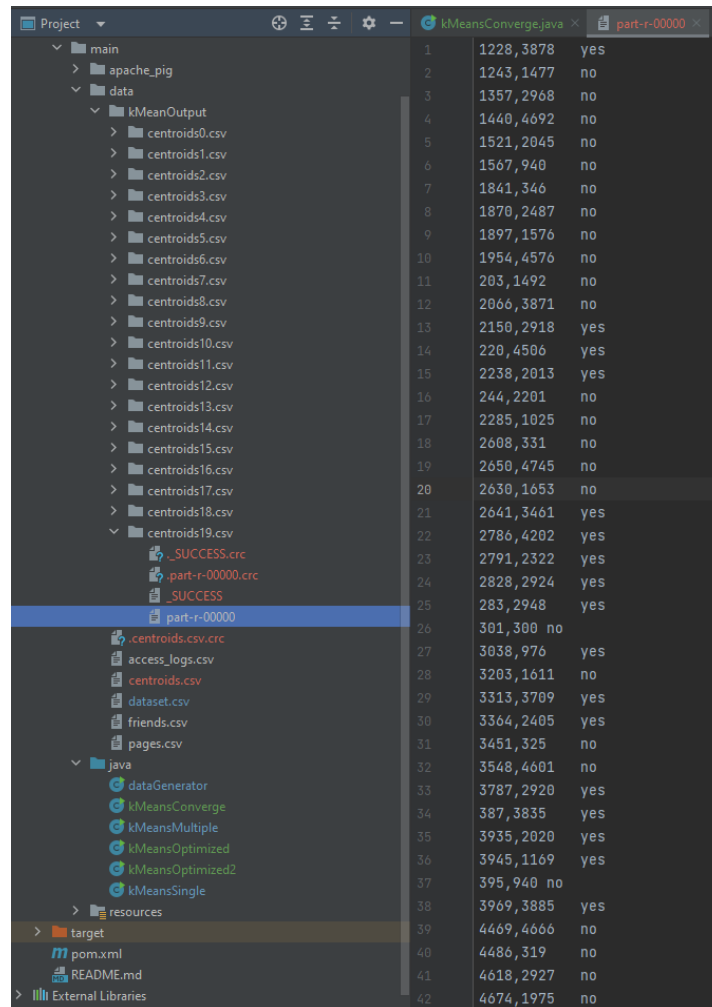 Project
main
apache_pig
data
kMeanOutput
centroids0.csv
centroids1.csv
centroids2.csv
centroids3.csv
centroids4.csv
centroids5.csv
centroids6.csv
centroids7.csv
centroids8.csv
centroids9.csv
centroids10.csv
centroids11.csv
centroids12.csv
centroids13.csv
centroids14.csv
centroids15.csv
centroids16.csv
centroids17.csv
centroids18.csv
centroids19.csv
._SUCCESS.crc
.part-r-00000.crc
_SUCCESS
part-r-00000
.centroids.csv.crc
access_logs.csv
centroids.csv
dataset.csv
friends.csv
pages.csv
java
dataGenerator
kMeansConverge
kMeansMultiple
kMeansOptimized
kMeansOptimized2
kMeansSingle
resources
target
pom.xml
README.md
External Libraries
kMeansConverge.java
part-r-00000
1 1228,3878 yes
2 1243,1477 no
3 1357,2968 no
4 1440,4692 no
5 1521,2045 no
6 1567,940 no
7 1841,346 no
8 1870,2487 no
9 1897,1576 no
10 1954,4576 no
11 203,1492 no
12 2066,3871 no
13 2150,2918 yes
14 220,4506 yes
15 2238,2013 yes
16 244,2201 no
17 2285,1025 no
18 2608,331 no
19 2650,4745 no
20 2630,1653 no
21 2641,3461 yes
22 2786,4202 yes
23 2791,2322 yes
24 2828,2924 yes
25 283,2948 yes
26 301,300 no
27 3038,976 yes
28 3203,1611 no
29 3313,3709 yes
30 3364,2405 yes
31 3451,325 no
32 3548,4601 no
33 3787,2920 yes
34 387,3835 yes
35 3935,2020 yes
36 3945,1169 yes
37 395,940 no
38 3969,3885 yes
39 4469,4666 no
40 4486,319 no
41 4618,2927 no
42 4674,1975 no